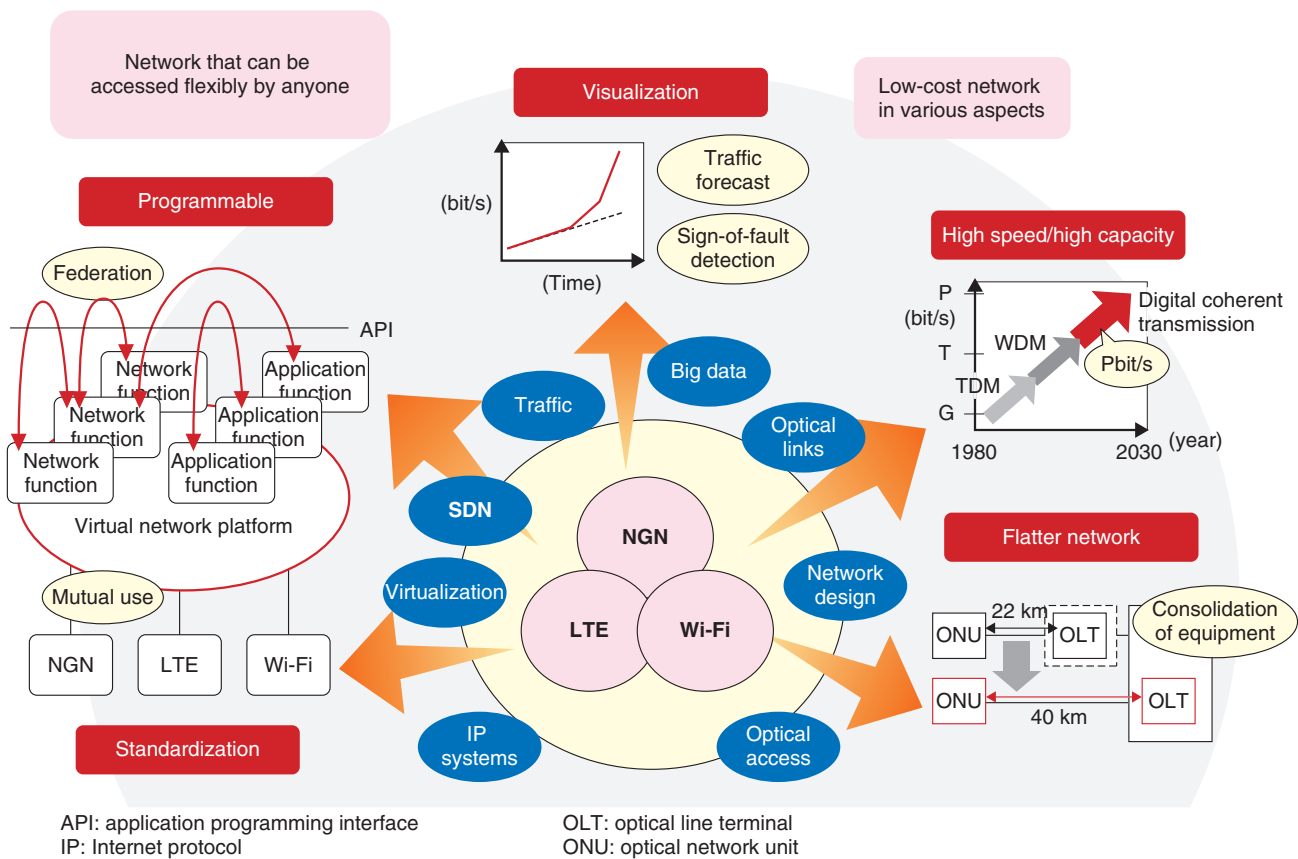 Network that can be
accessed flexibly by anyone
Visualization
Low-cost network
in various aspects
Programmable
(bit/s)
(Time)
Traffic
forecast
Sign-of-fault
detection
High speed/high capacity
Federation
API
Network
function
Application
function
Network
function
Application
function
Network
function
Application
function
Virtual network platform
Mutual use
NGN
LTE
Wi-Fi
Standardization
P
(bit/s)
T
G
TDM
WDM
Digital coherent
transmission
Pbit/s
1980
2030
(year)
Big data
Traffic
Optical
links
SDN
Virtualization
Network
design
IP
systems
Optical
access
NGN
LTE
Wi-Fi
Flatter network
ONU
22 km
OLT
Consolidation
of equipment
ONU
40 km
OLT
API: application programming interface
IP: Internet protocol
OLT: optical line terminal
ONU: optical network unit